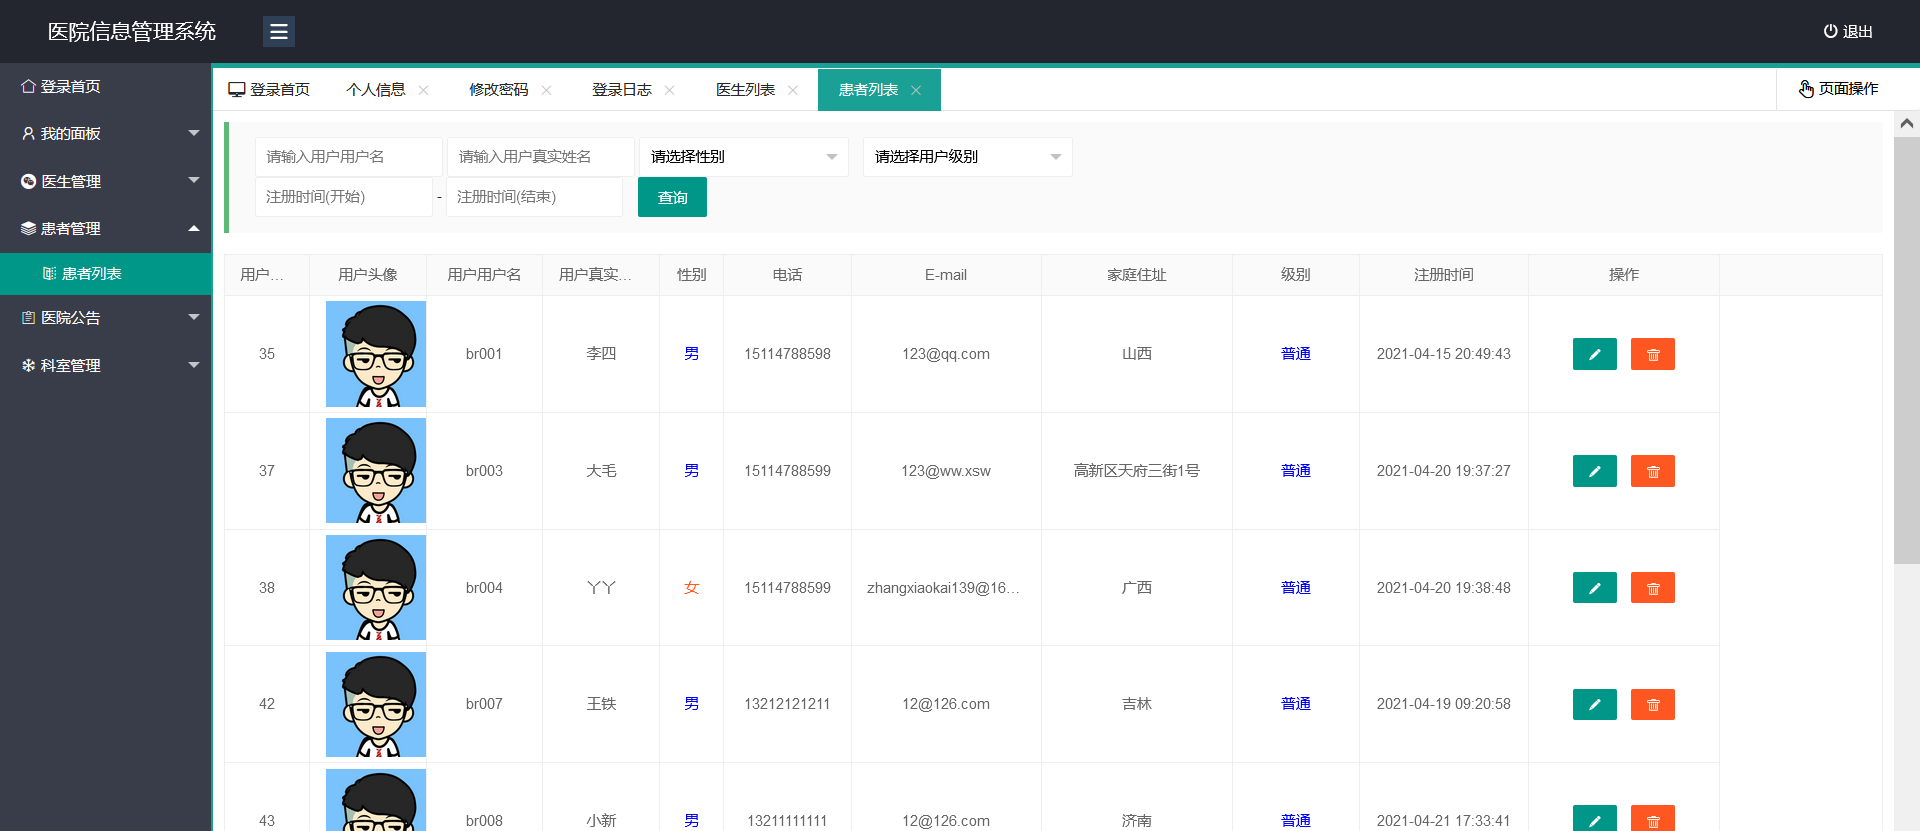 医院信息管理系统
退出
登录首页
我的面板
医生管理
患者管理
患者列表
医院公告
科室管理
登录首页 个人信息 修改密码 登录日志 医生列表 患者列表 页面操作
请输入用户用户名 请输入用户真实姓名 请选择性别 请选择用户级别
注册时间(开始) - 注册时间(结束) 查询
用户... 用户头像 用户用户名 用户真实... 性别 电话 E-mail 家庭住址 级别 注册时间 操作
35 br001 李四 男 15114788598 123@qq.com 山西 普通 2021-04-15 20:49:43
37 br003 大毛 男 15114788599 123@ww.xsw 高新区天府三街1号 普通 2021-04-20 19:37:27
38 br004 丫丫 女 15114788599 zhangxiaokai139@16... 广西 普通 2021-04-20 19:38:48
42 br007 王铁 男 13212121211 12@126.com 吉林 普通 2021-04-19 09:20:58
43 br008 小新 男 13211111111 12@126.com 济南 普通 2021-04-21 17:33:41